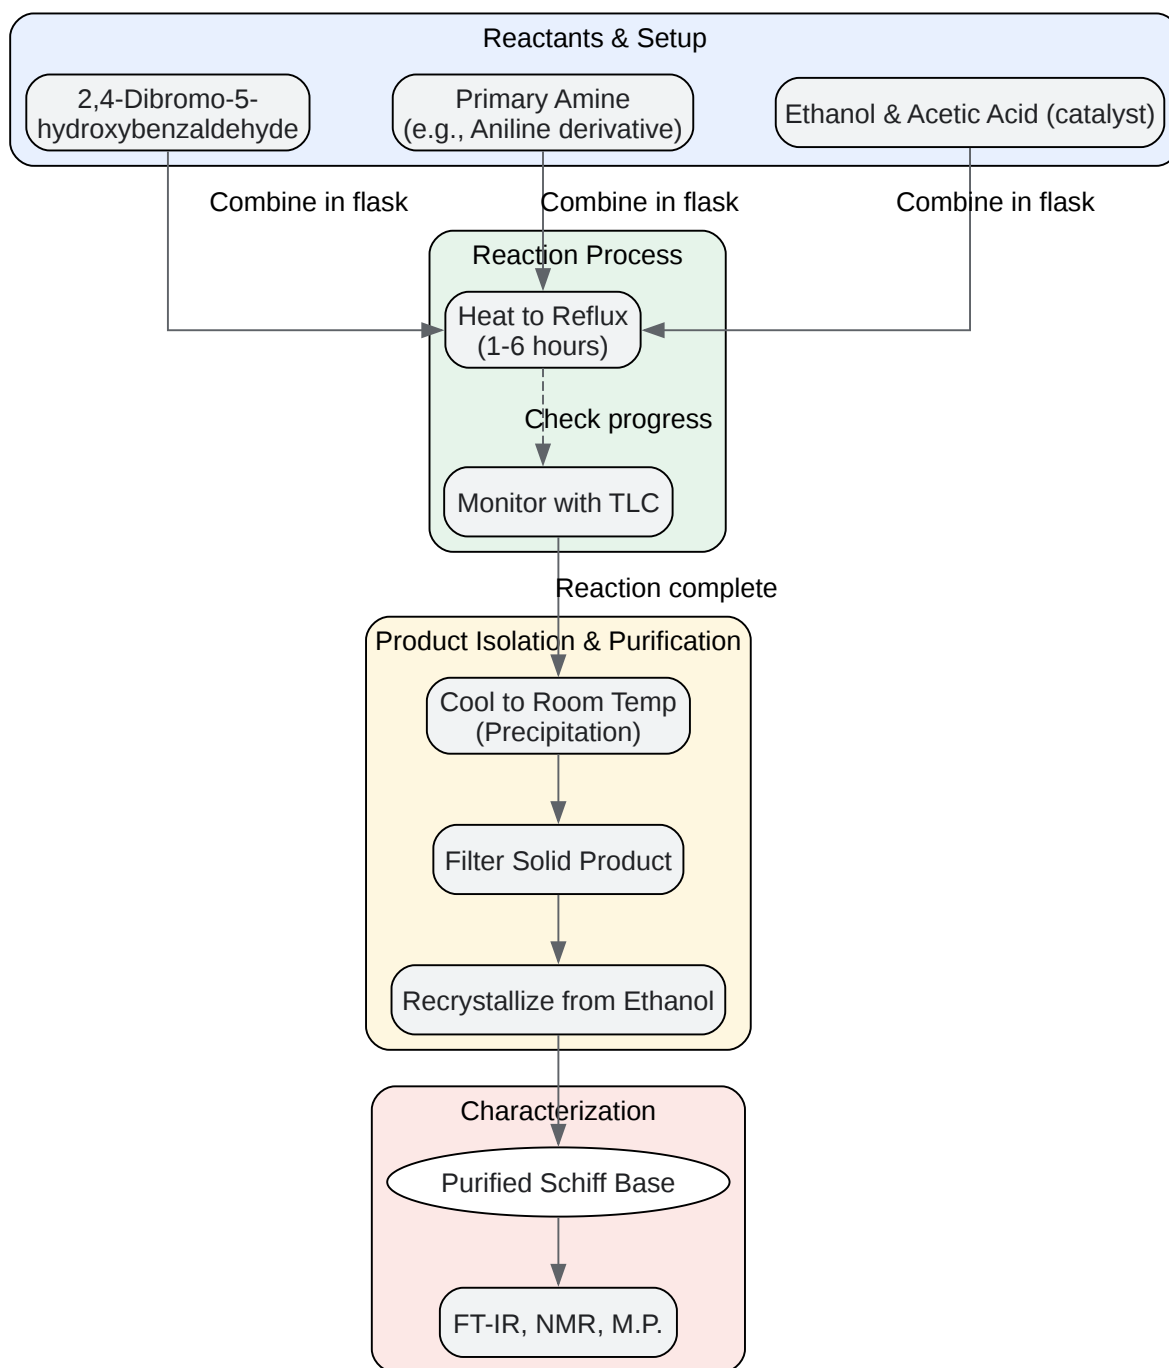 Reactants & Setup
2,4-Dibromo-5-
hydroxybenzaldehyde
Primary Amine
(e.g., Aniline derivative)
Ethanol & Acetic Acid (catalyst)
Combine in flask
Combine in flask
Combine in flask
Reaction Process
Heat to Reflux
(1-6 hours)
Check progress
Monitor with TLC
Reaction complete
Product Isolation & Purification
Cool to Room Temp
(Precipitation)
Filter Solid Product
Recrystallize from Ethanol
Characterization
Purified Schiff Base
FT-IR, NMR, M.P.